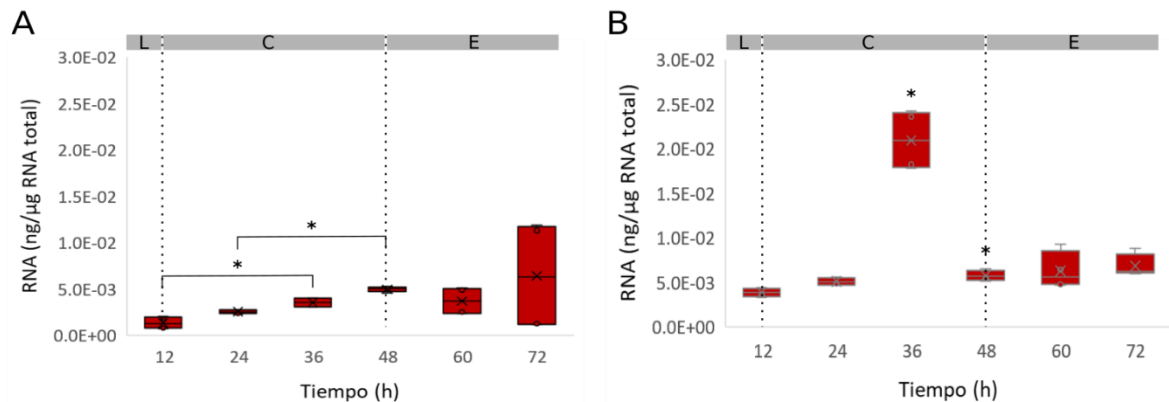 A
L C E
3.0E-02
2.5E-02
2.0E-02
1.5E-02
1.0E-02
5.0E-03
0.0E+00
RNA (ng/µg RNA total)
* *
12 24 36 48 60 72
Tiempo (h)
B
L C E
3.0E-02
2.5E-02
2.0E-02
1.5E-02
1.0E-02
5.0E-03
0.0E+00
RNA (ng/µg RNA total)
* *
12 24 36 48 60 72
Tiempo (h)